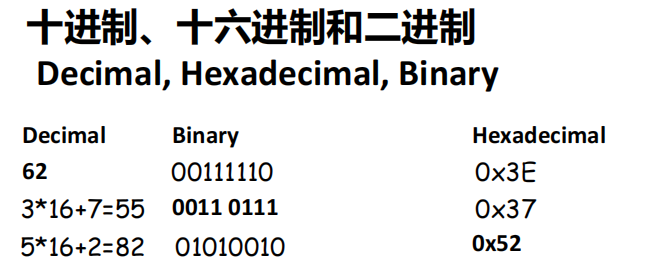 十进制、十六进制和二进制
Decimal, Hexadecimal, Binary
Decimal Binary Hexadecimal
62 00111110 0x3E
3*16+7=55 0011 0111 0x37
5*16+2=82 01010010 0x52